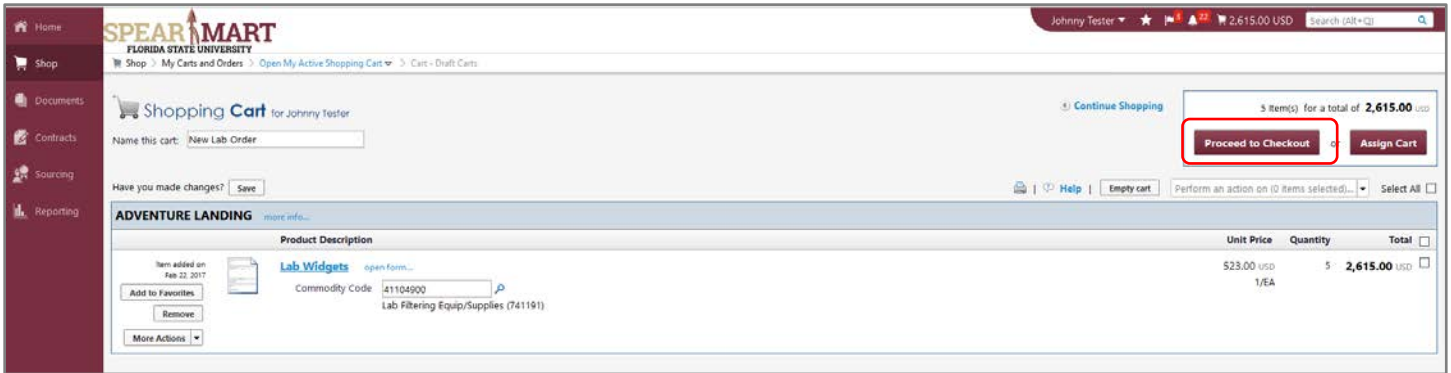 Home
Shop
Documents
Contracts
Sourcing
Reporting
SPEAR MART
FLORIDA STATE UNIVERSITY
Johnny Tester 3 22 2,615.00 USD Search (Alt+Q)
Shop > My Carts and Orders > Open My Active Shopping Cart > Cart - Draft Carts
Shopping Cart for Johnny Tester
Continue Shopping
5 Item(s) for a total of 2,615.00 USD
Name this cart: New Lab Order
Proceed to Checkout or Assign Cart
Have you made changes? Save
Help | Empty cart Perform an action on (0 items selected)... Select All
ADVENTURE LANDING more info...
Product Description Unit Price Quantity Total
Item added on
Feb 22, 2017
Add to Favorites
Remove
More Actions
Lab Widgets open form...
Commodity Code 41104900
Lab Filtering Equip/Supplies (741191)
523.00 USD 5 2,615.00 USD
1/EA